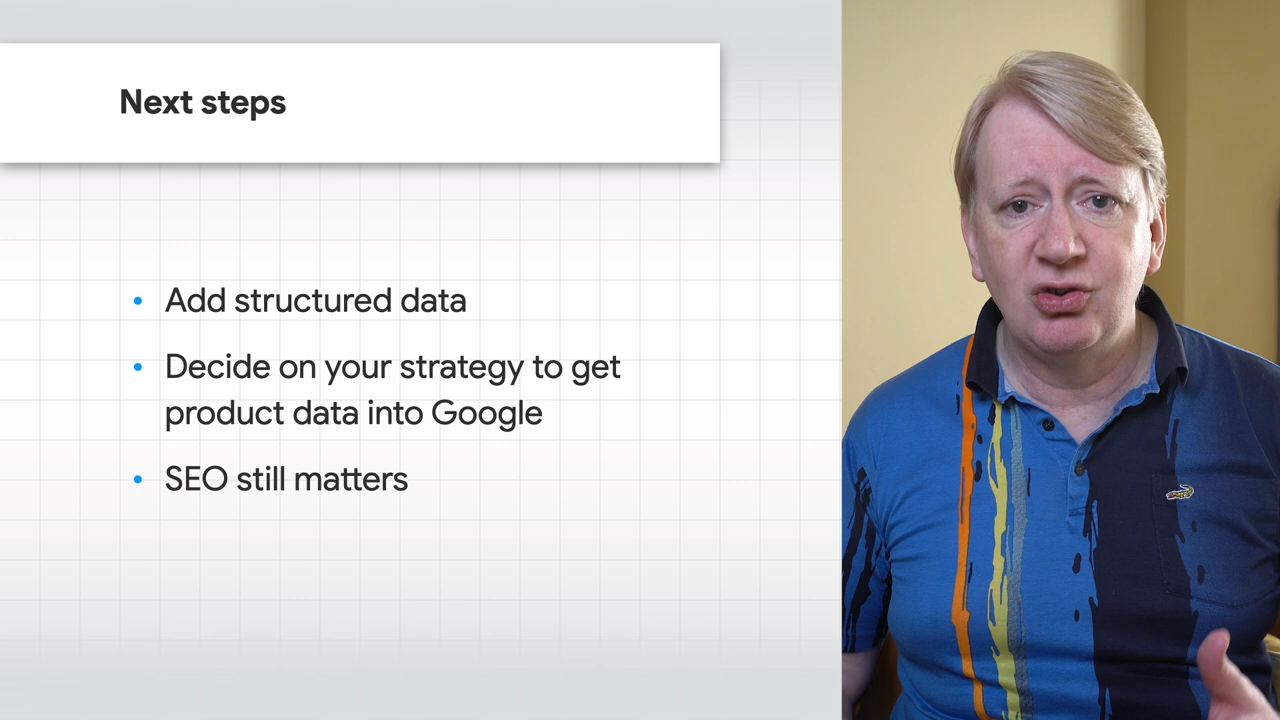 Next steps
• Add structured data
• Decide on your strategy to get
product data into Google
• SEO still matters